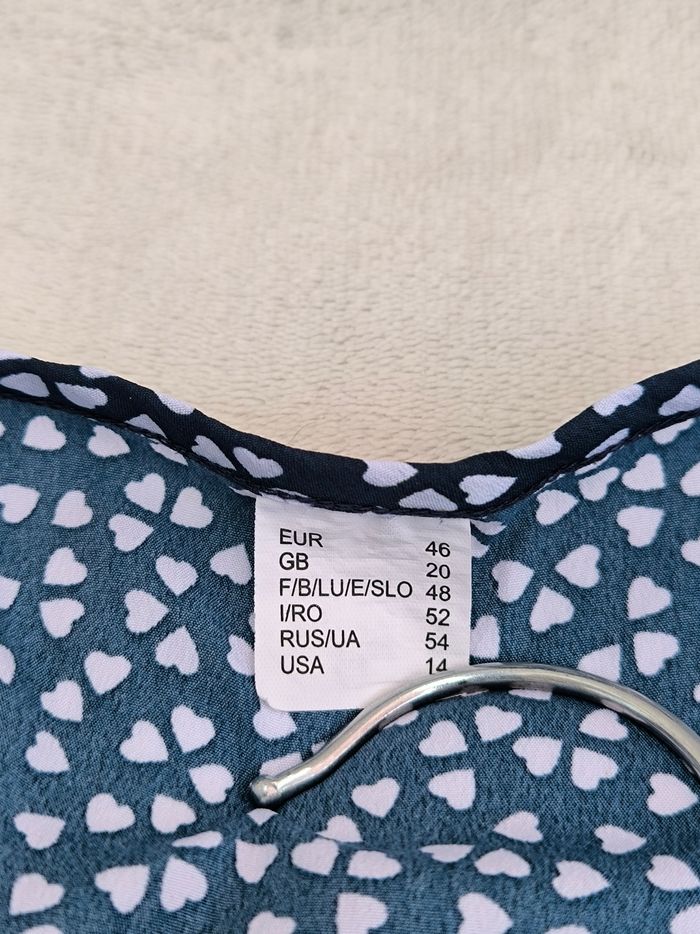 EUR 46
GB 20
F/B/LU/E/SLO 48
I/RO 52
RUS/UA 54
USA 14